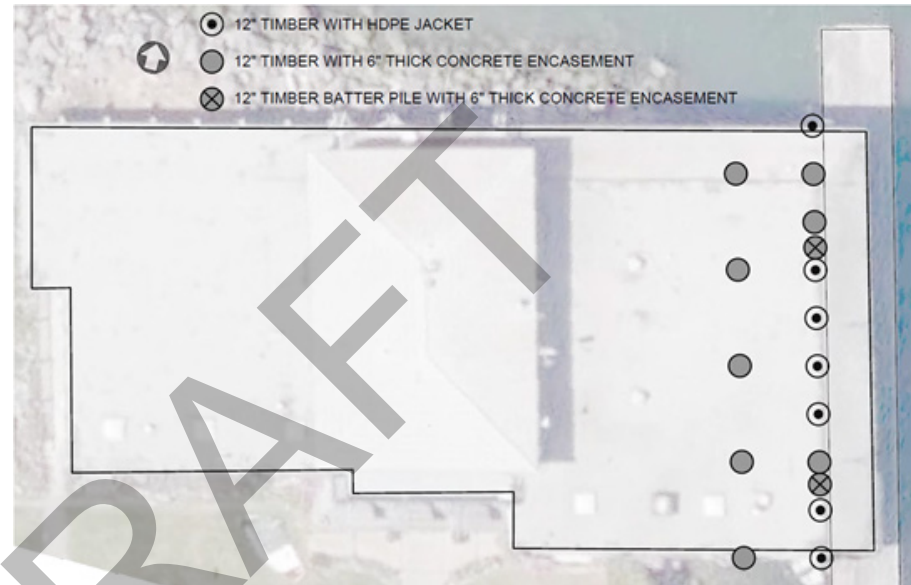 12" TIMBER WITH HDPE JACKET
12" TIMBER WITH 6" THICK CONCRETE ENCASEMENT
12" TIMBER BATTER PILE WITH 6" THICK CONCRETE ENCASEMENT
RAFT